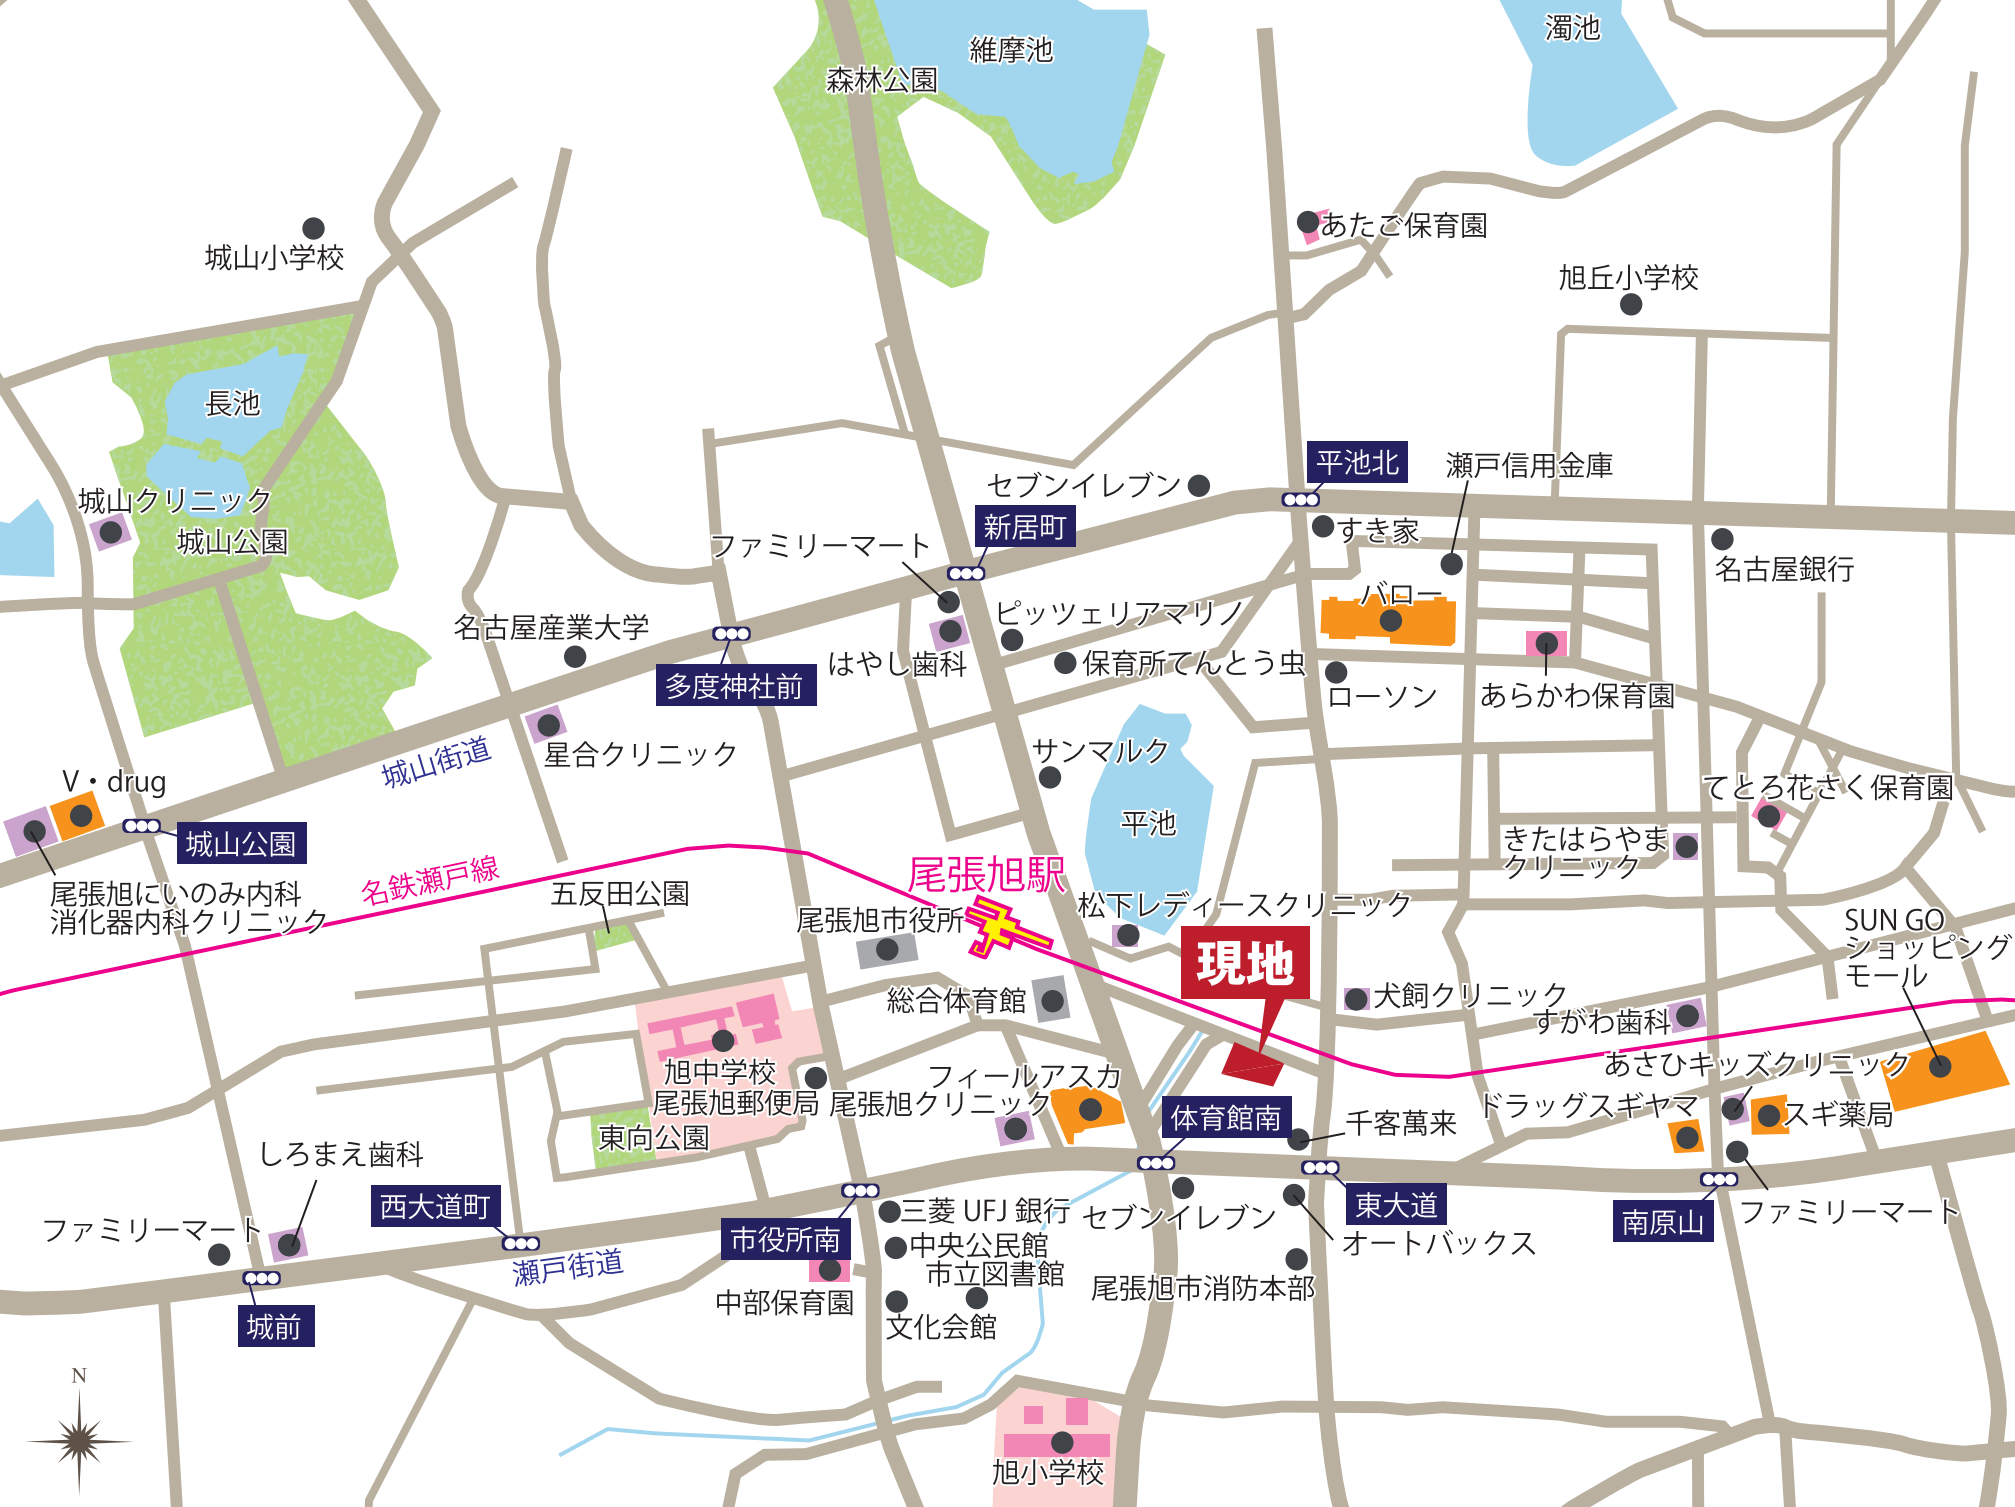 維摩池
濁池
森林公園
あたご保育園
城山小学校
旭丘小学校
長池
平池北
瀬戸信用金庫
セブンイレブン
城山クリニック
新居町
すき家
城山公園
ファミリーマート
名古屋銀行
バロー
ピッツェリアマリノ
名古屋産業大学
はやし歯科
保育所てんとう虫
多度神社前
ローソン
あらかわ保育園
星合クリニック
サンマルク
城山街道
V・drug
てとろ花さく保育園
平池
城山公園
きたはらやま
クリニック
尾張旭駅
名鉄瀬戸線
尾張旭にいのみ内科
消化器内科クリニック
五反田公園
尾張旭市役所
松下レディースクリニック
SUN GO
ショッピング
モール
現地
総合体育館
犬飼クリニック
すがわ歯科
旭中学校
フィールアスカ
あさひキッズクリニック
尾張旭郵便局
尾張旭クリニック
ドラッグスギヤマ
スギ薬局
体育館南
千客萬来
東向公園
しろまえ歯科
西大道町
三菱 UFJ 銀行
セブンイレブン
東大道
南原山
ファミリーマート
ファミリーマート
市役所南
中央公民館
オートバックス
瀬戸街道
市立図書館
尾張旭市消防本部
中部保育園
城前
文化会館
N
旭小学校